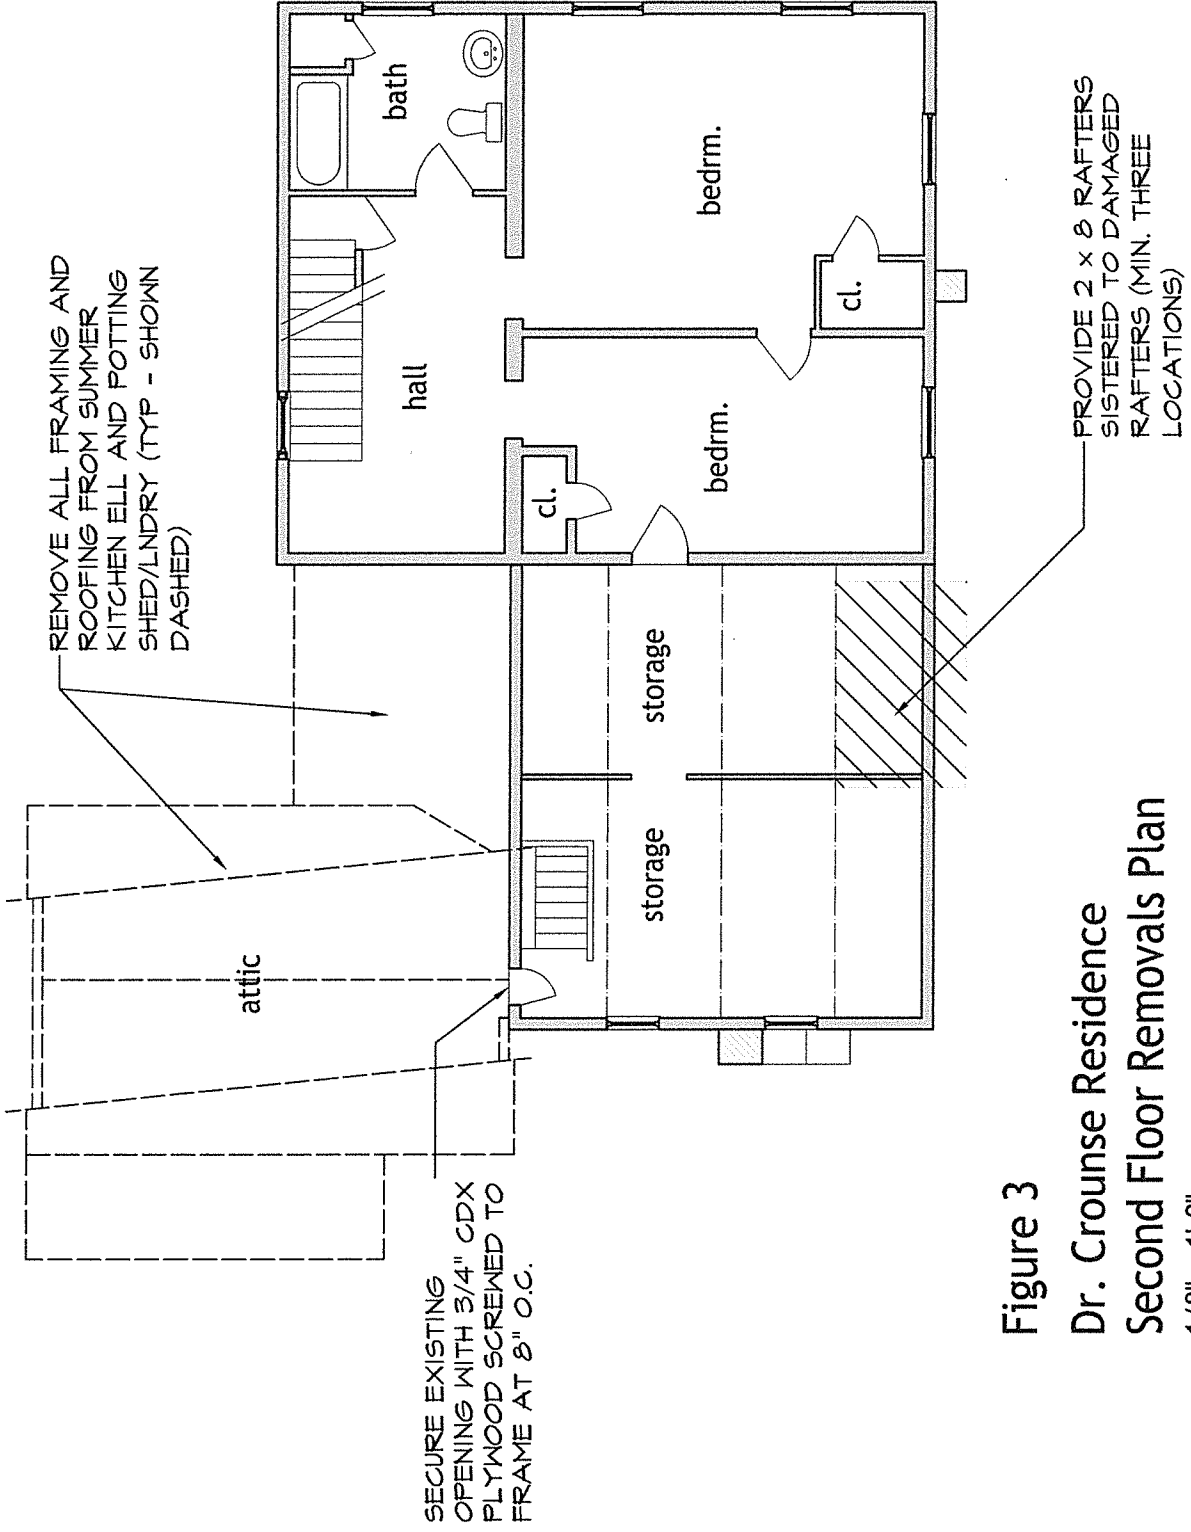 REMOVE ALL FRAMING AND
ROOFING FROM SUMMER
KITCHEN ELL AND POTTING
SHED/LNDRY (TYP - SHOWN
DASHED)
bath
hall
bedrm.
cl.
bedrm.
cl.
attic
storage
storage
SECURE EXISTING
OPENING WITH 3/4" CDX
PLYWOOD SCREWED TO
FRAME AT 8" O.C.
PROVIDE 2 x 8 RAFTERS
SISTERED TO DAMAGED
RAFTERS (MIN. THREE
LOCATIONS)
Figure 3
Dr. Crounse Residence
Second Floor Removals Plan